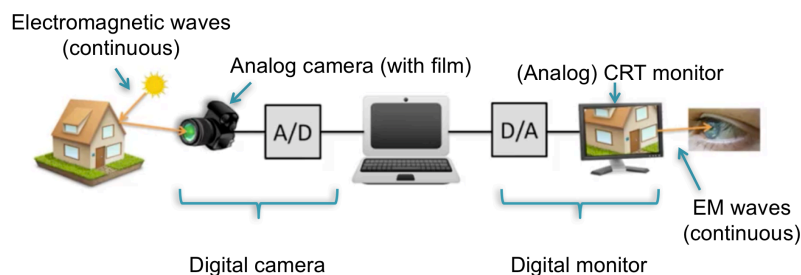 Electromagnetic waves
(continuous)
Analog camera (with film)
(Analog) CRT monitor
A/D
D/A
EM waves
(continuous)
Digital camera
Digital monitor